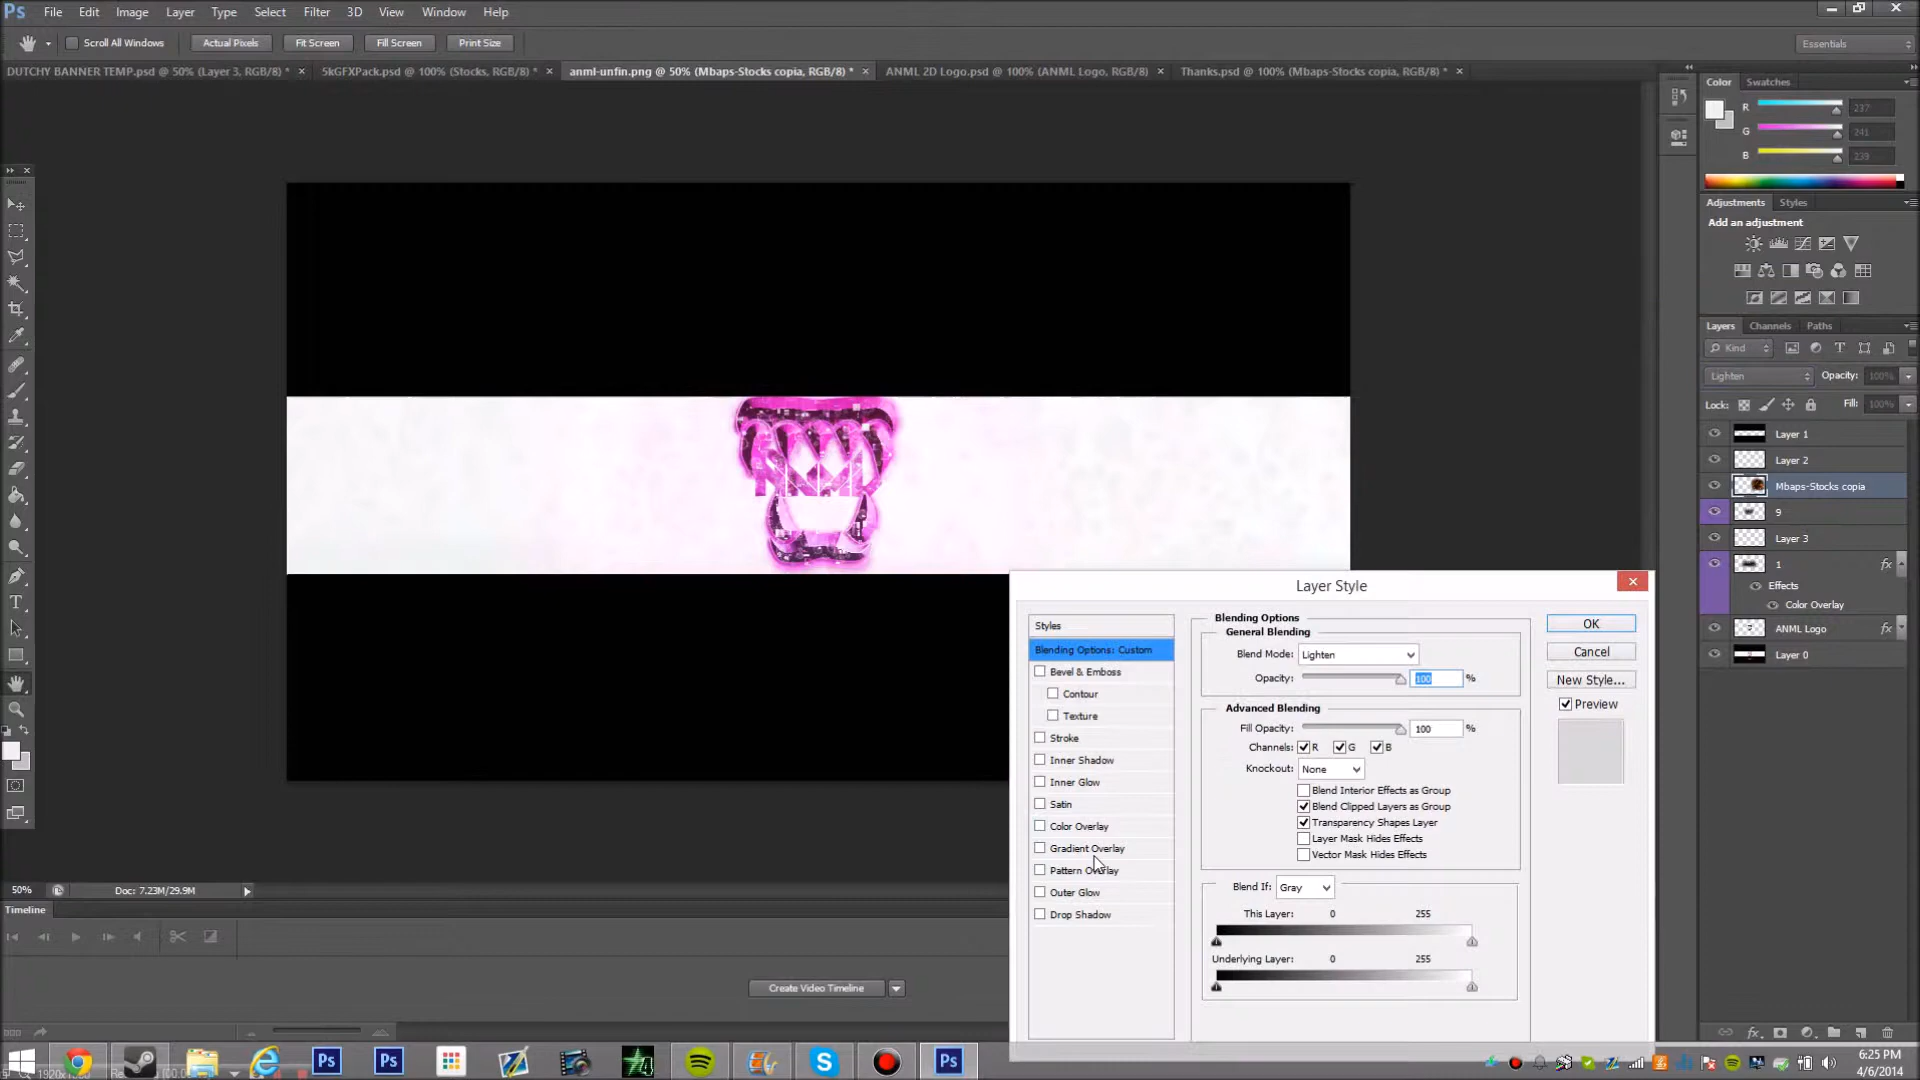 Ps File Edit Image Layer Type Select Filter 3D View Window Help
Scroll All Windows Actual Pixels Fit Screen Fill Screen Print Size Essentials
DUTCHY BANNER TEMP.psd @ 50% (Layer 3, RGB/8) * × 5kGFXPack.psd @ 100% (Stocks, RGB/8) * × anml-unfin.png @ 50% (Mbaps-Stocks copia, RGB/8) * × ANML 2D Logo.psd @ 100% (ANML Logo, RGB/8) × Thanks.psd @ 100% (Mbaps-Stocks copia, RGB/8) * ×
Color Swatches
R 237
G 241
B 239
Adjustments Styles
Add an adjustment
Layers Channels Paths
Kind
Lighten Opacity: 100%
Lock: Fill: 100%
Layer 1
Layer 2
Mbaps-Stocks copia
9
Layer 3
1 fx
Effects
Color Overlay
ANML Logo fx
Layer 0
Layer Style
Styles
Blending Options: Custom
Bevel & Emboss
Contour
Texture
Stroke
Inner Shadow
Inner Glow
Satin
Color Overlay
Gradient Overlay
Pattern Overlay
Outer Glow
Drop Shadow
Blending Options
General Blending
Blend Mode: Lighten
Opacity: 100 %
Advanced Blending
Fill Opacity: 100 %
Channels: R G B
Knockout: None
Blend Interior Effects as Group
Blend Clipped Layers as Group
Transparency Shapes Layer
Layer Mask Hides Effects
Vector Mask Hides Effects
Blend If: Gray
This Layer: 0 255
Underlying Layer: 0 255
OK
Cancel
New Style...
Preview
50% Doc: 7.23M/29.9M
Timeline
Create Video Timeline
6:25 PM
4/6/2014